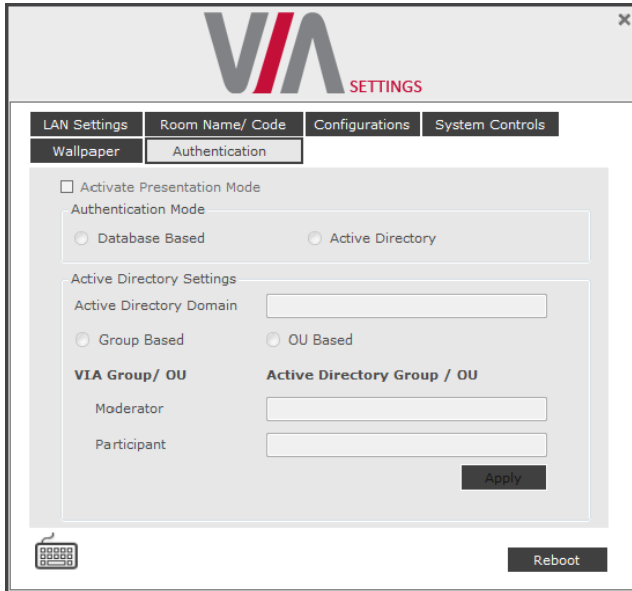 VIA SETTINGS
LAN Settings Room Name/ Code Configurations System Controls
Wallpaper Authentication
Activate Presentation Mode
Authentication Mode
Database Based Active Directory
Active Directory Settings
Active Directory Domain
Group Based OU Based
VIA Group/ OU Active Directory Group / OU
Moderator
Participant
Apply
Reboot